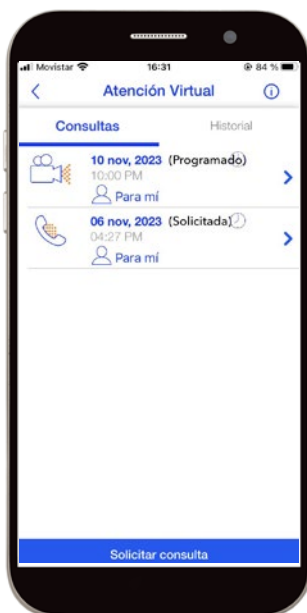 Movistar 16:31 84 %
Atención Virtual
Consultas Historial
10 nov, 2023 (Programado)
10:00 PM
Para mí
06 nov, 2023 (Solicitada)
04:27 PM
Para mí
Solicitar consulta